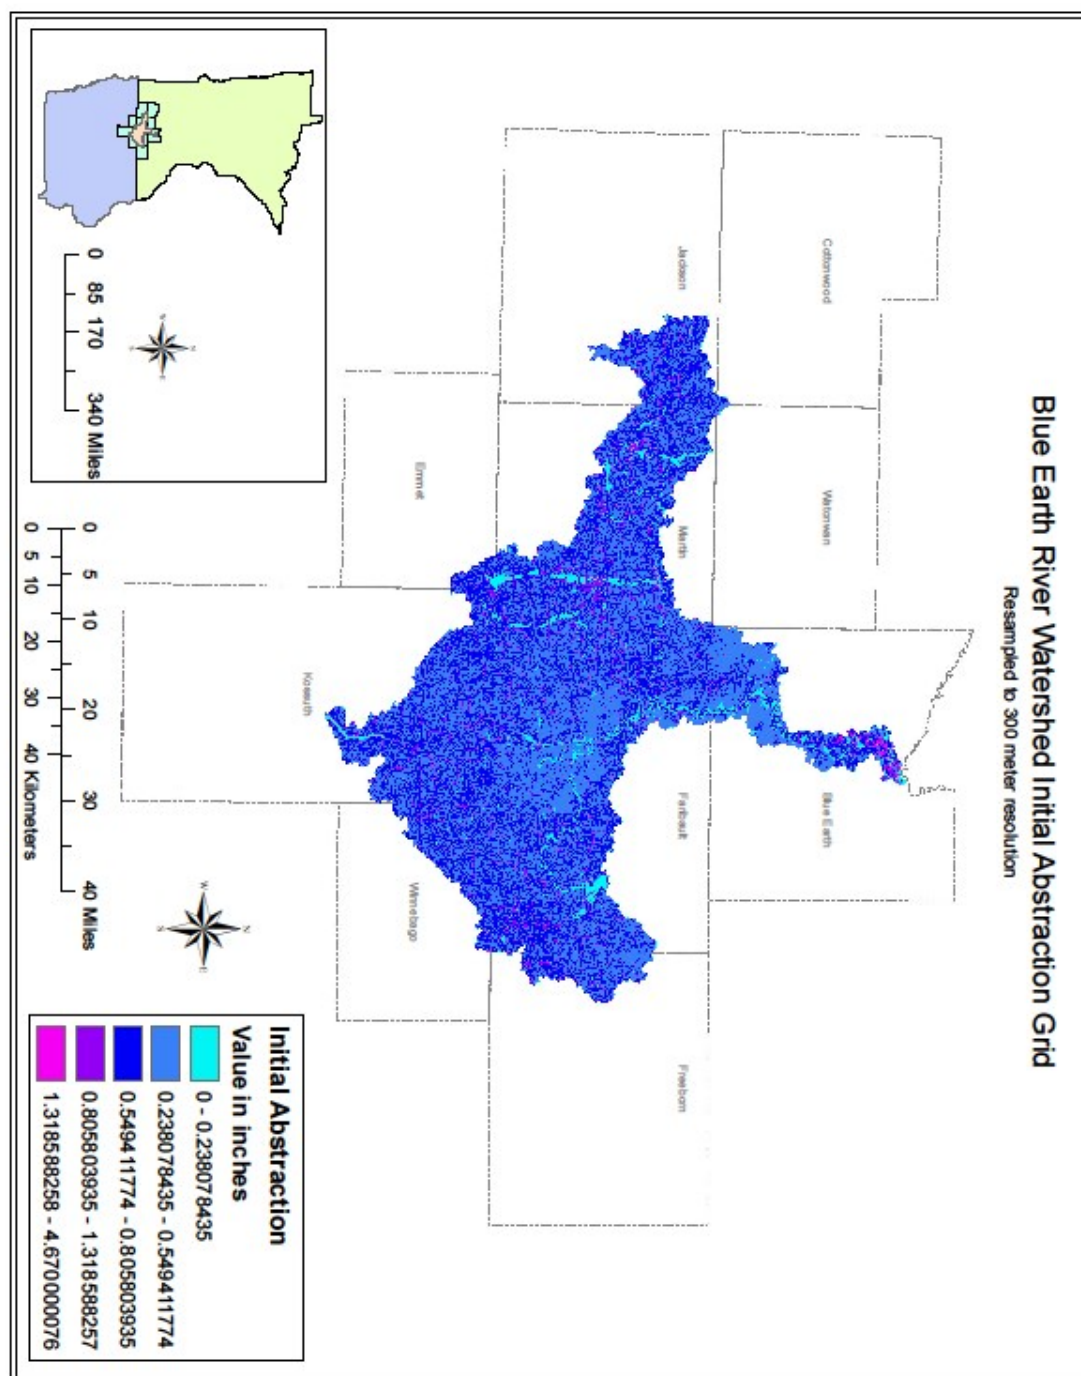 Blue Earth River Watershed Initial Abstraction Grid
Resampled to 300 meter resolution
Cottonwood
Watonwan
Blue Earth
Jackson
Martin
Faribault
Freeborn
Emmet
Kossuth
Winnebago
0 85 170 340 Miles
0 5 10 20 30 40 Miles
0 5 10 20 30 40 Kilometers
N
W
E
S
Initial Abstraction
Value in inches
0 - 0.238078435
0.238078435 - 0.549411774
0.549411774 - 0.805803935
0.805803935 - 1.318588257
1.318588258 - 4.670000076